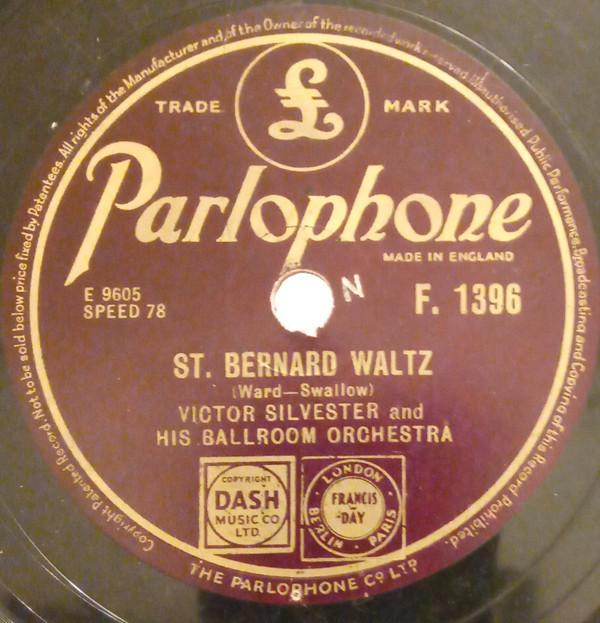 Copyright Patented Record. Not to be sold below price fixed by Patentees. All rights of the Manufacturer and of the Owner of the recorded work reserved. Unauthorised Public Performance, Broadcasting and Copying of this Record Prohibited.
£
TRADE MARK
Parlophone
MADE IN ENGLAND
E 9605
SPEED 78
N
F. 1396
ST. BERNARD WALTZ
(Ward—Swallow)
VICTOR SILVESTER and
HIS BALLROOM ORCHESTRA
COPYRIGHT
DASH
MUSIC CO
LTD.
LONDON
FRANCIS
-DAY
BERLIN PARIS
THE PARLOPHONE CO LTD